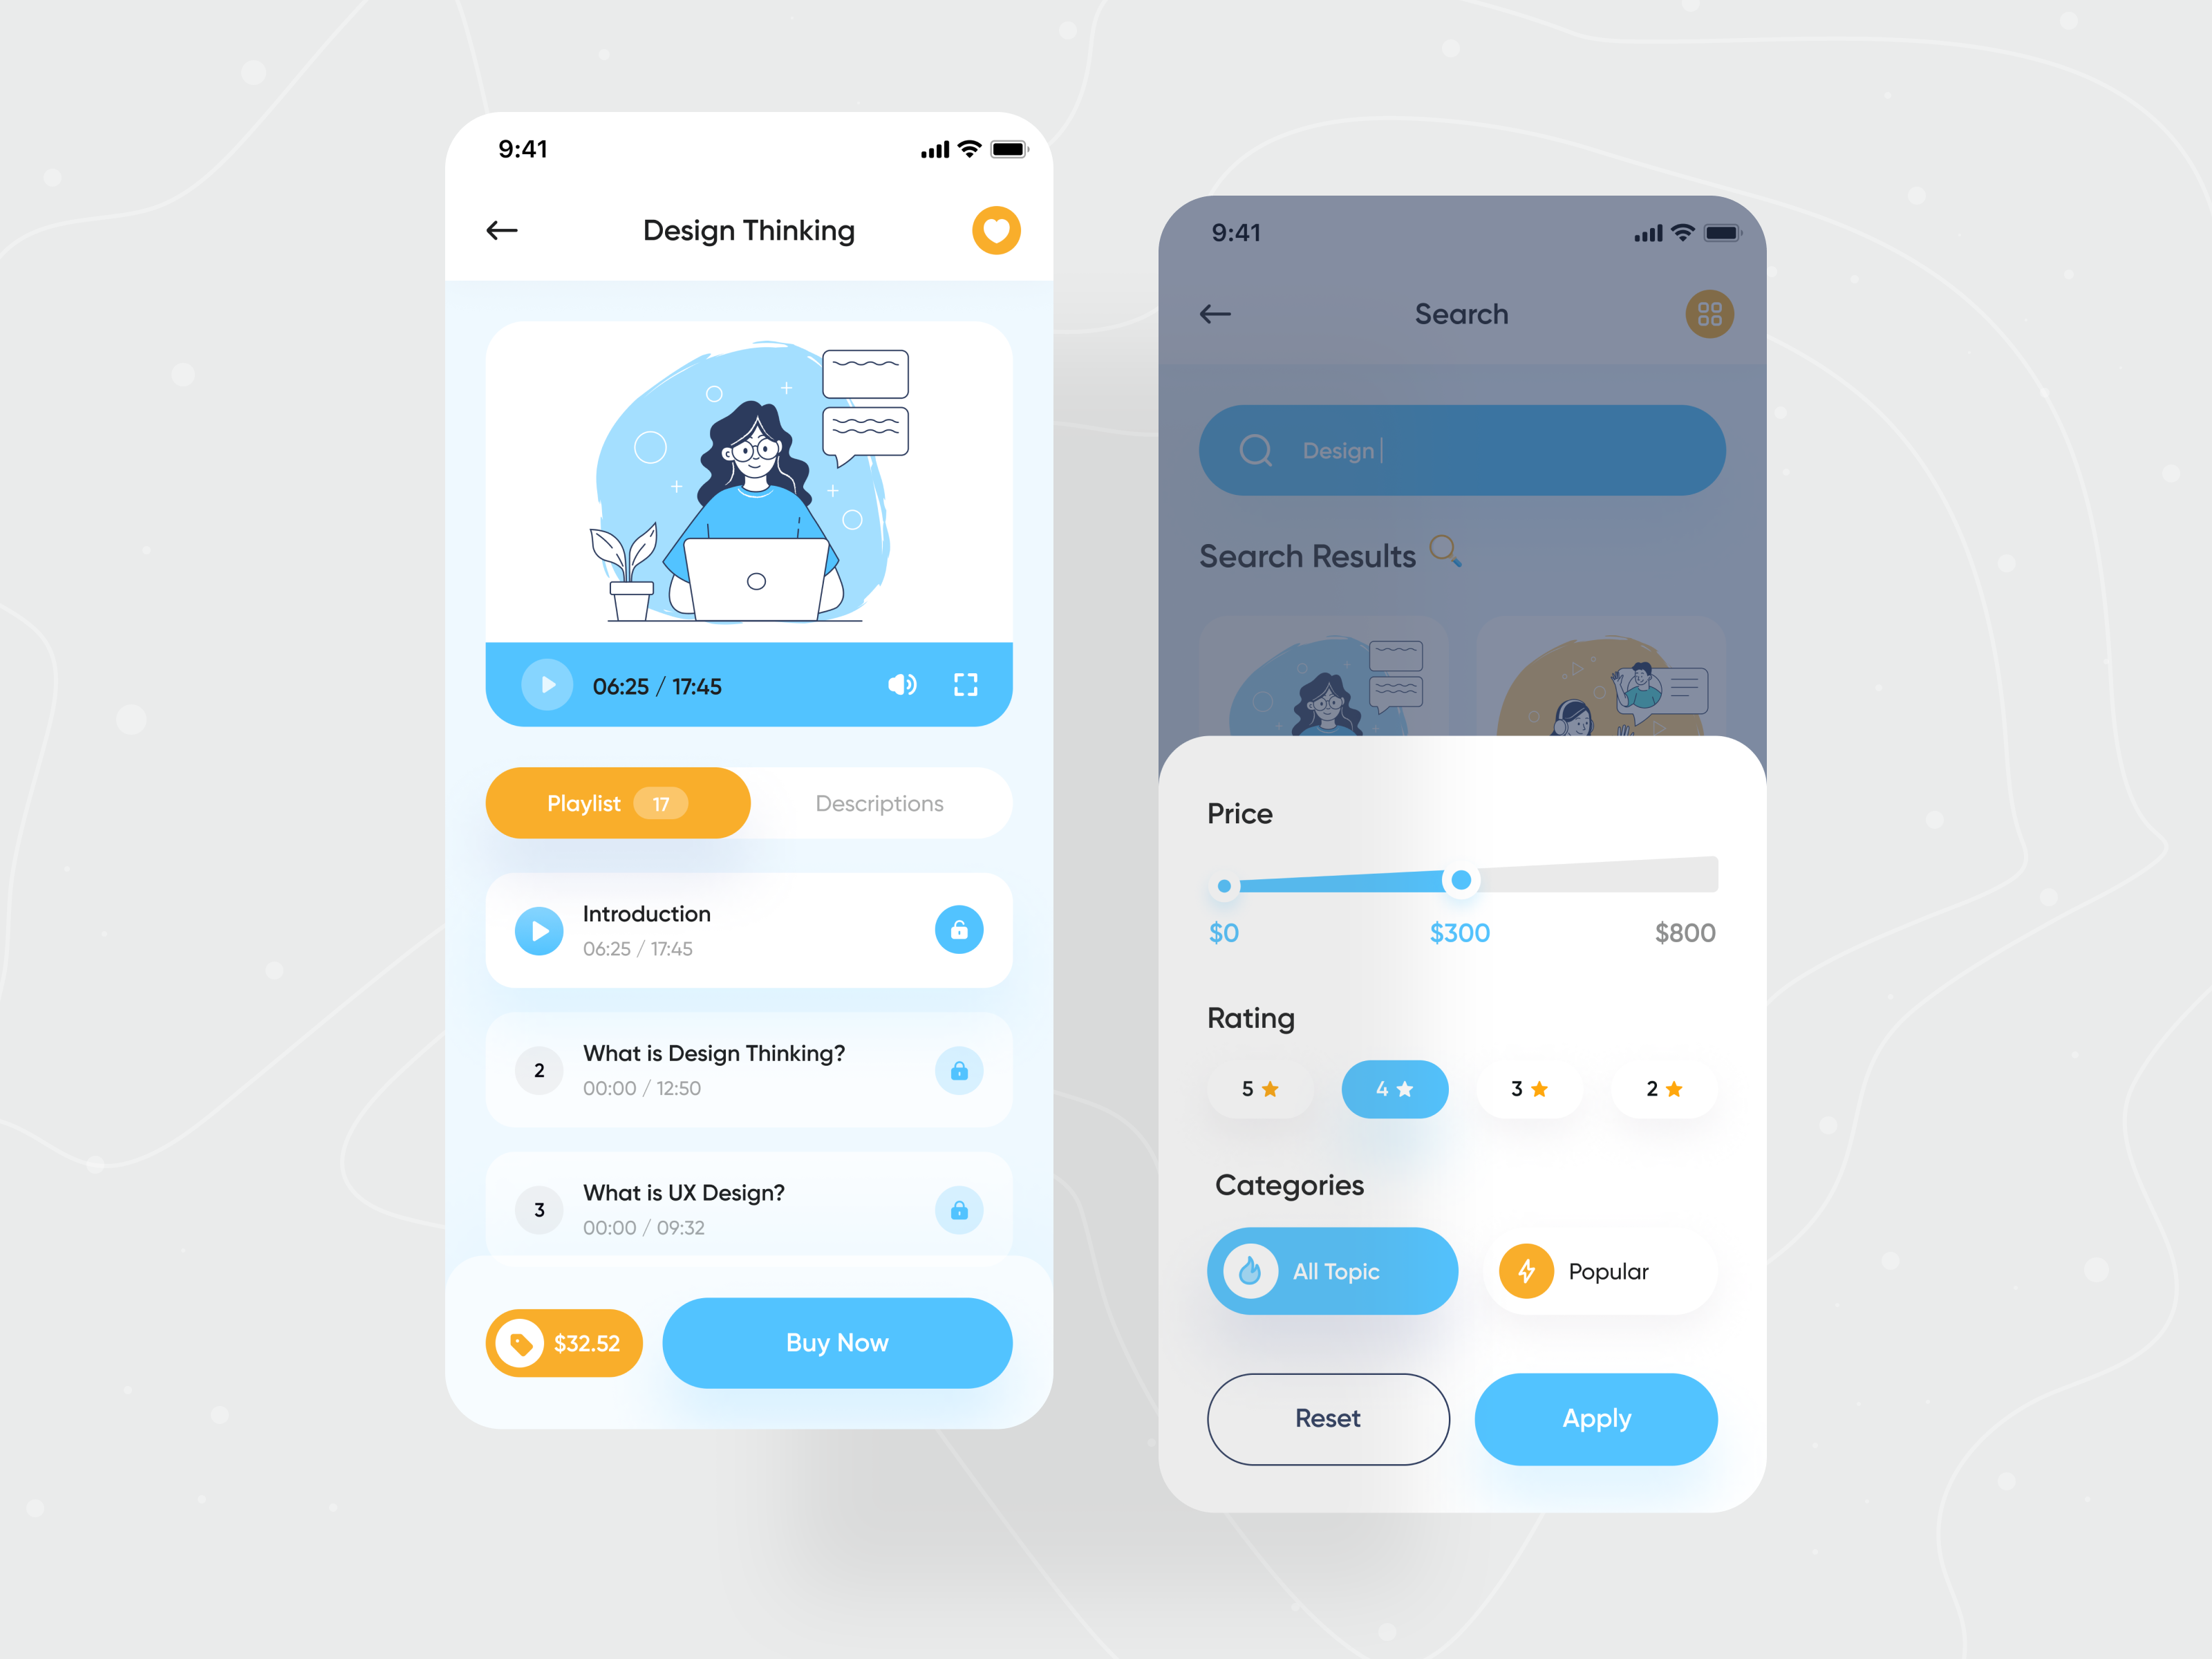 9:41
Design Thinking
06:25 / 17:45
Playlist 17
Descriptions
Introduction
06:25 / 17:45
2
What is Design Thinking?
00:00 / 12:50
3
What is UX Design?
00:00 / 09:32
$32.52
Buy Now
9:41
Search
Design
Search Results
Price
$0
$300
$800
Rating
5
4
3
2
Categories
All Topic
Popular
Reset
Apply